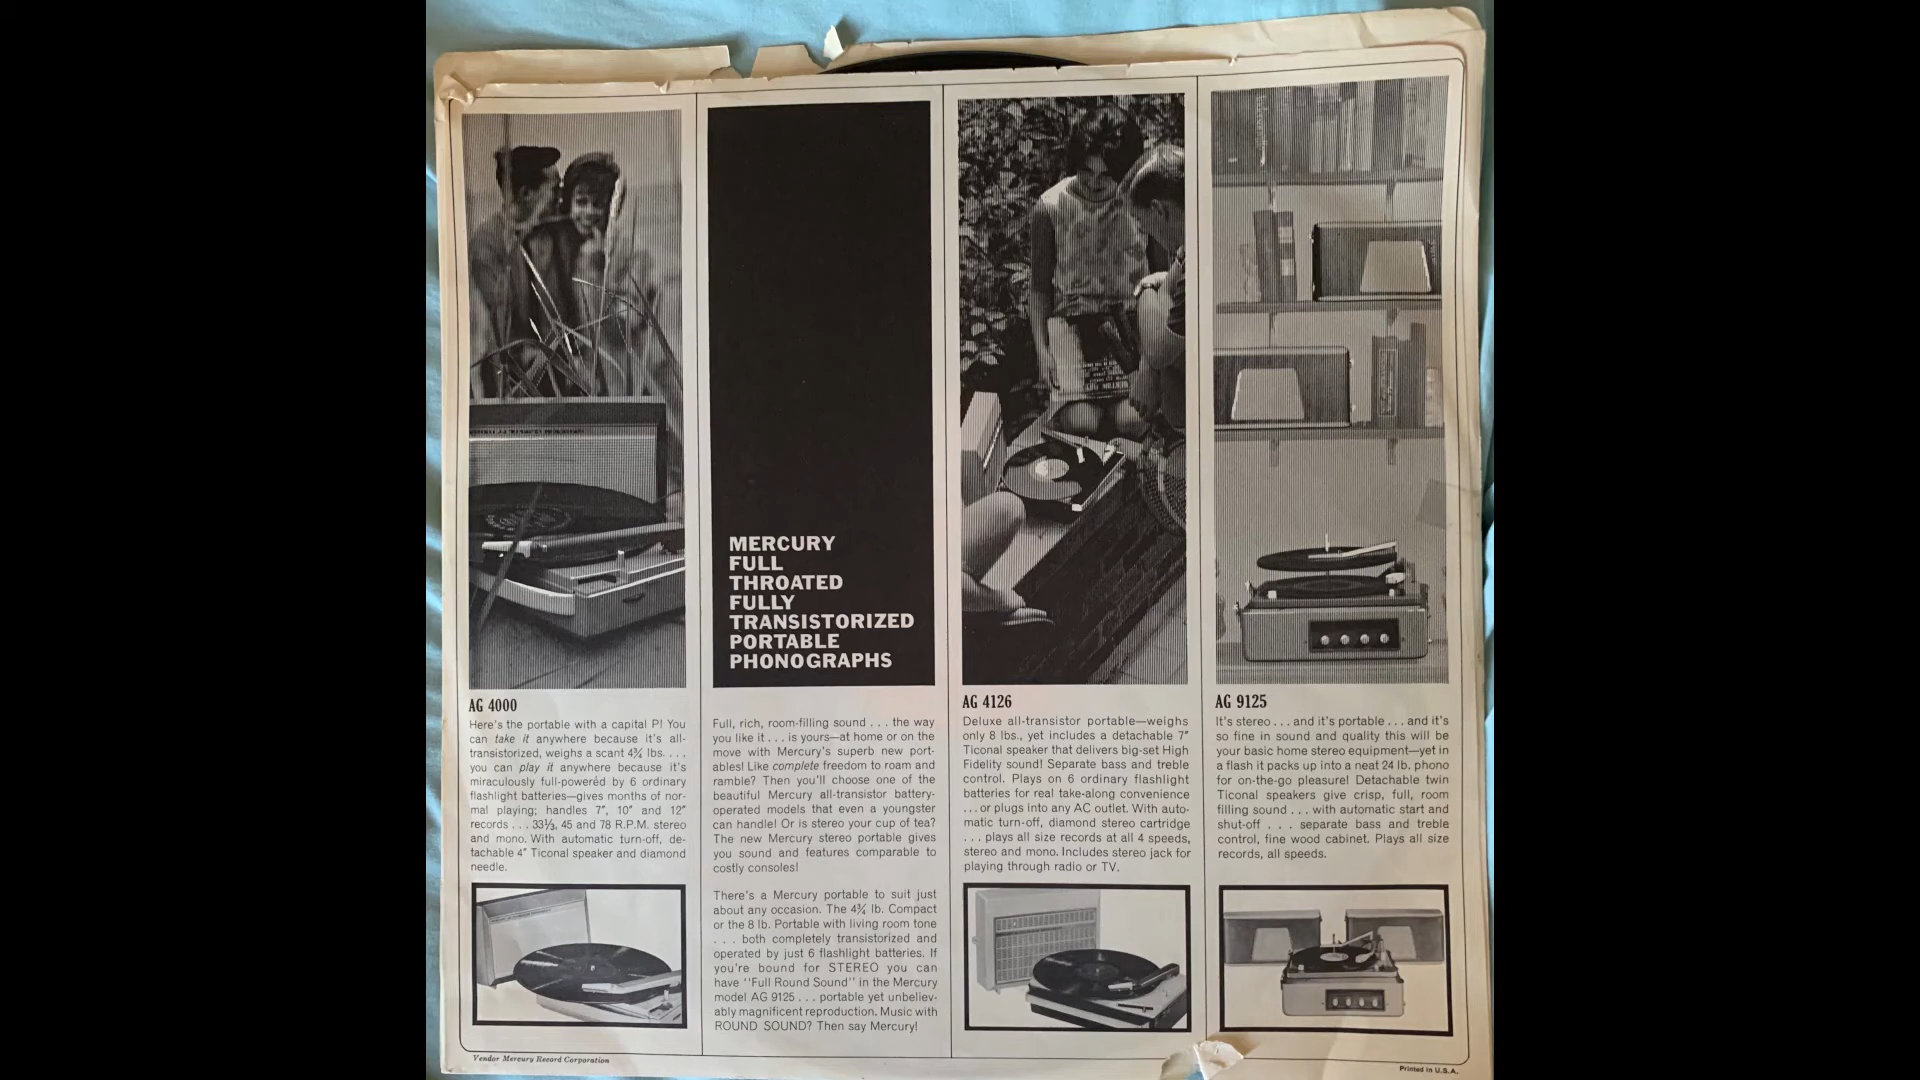 MERCURY
FULL
THROATED
FULLY
TRANSISTORIZED
PORTABLE
PHONOGRAPHS
AG 4000
Here's the portable with a capital P! You
can take it anywhere because it's all-
transistorized, weighs a scant 4¾ lbs. . . .
you can play it anywhere because it's
miraculously full-powered by 6 ordinary
flashlight batteries—gives months of nor-
mal playing; handles 7", 10" and 12"
records . . . 33⅓, 45 and 78 R.P.M. stereo
and mono. With automatic turn-off, de-
tachable 4" Ticonal speaker and diamond
needle.
Full, rich, room-filling sound . . . the way
you like it . . . is yours—at home or on the
move with Mercury's superb new port-
ables! Like complete freedom to roam and
ramble? Then you'll choose one of the
beautiful Mercury all-transistor battery-
operated models that even a youngster
can handle! Or is stereo your cup of tea?
The new Mercury stereo portable gives
you sound and features comparable to
costly consoles!
There's a Mercury portable to suit just
about any occasion. The 4¾ lb. Compact
or the 8 lb. Portable with living room tone
. . . both completely transistorized and
operated by just 6 flashlight batteries. If
you're bound for STEREO you can
have "Full Round Sound" in the Mercury
model AG 9125 . . . portable yet unbeliev-
ably magnificent reproduction. Music with
ROUND SOUND? Then say Mercury!
AG 4126
Deluxe all-transistor portable—weighs
only 8 lbs., yet includes a detachable 7"
Ticonal speaker that delivers big-set High
Fidelity sound! Separate bass and treble
control. Plays on 6 ordinary flashlight
batteries for real take-along convenience
. . . or plugs into any AC outlet. With auto-
matic turn-off, diamond stereo cartridge
. . . plays all size records at all 4 speeds,
stereo and mono. Includes stereo jack for
playing through radio or TV.
AG 9125
It's stereo . . . and it's portable . . . and it's
so fine in sound and quality this will be
your basic home stereo equipment—yet in
a flash it packs up into a neat 24 lb. phono
for on-the-go pleasure! Detachable twin
Ticonal speakers give crisp, full, room
filling sound . . . with automatic start and
shut-off . . . separate bass and treble
control, fine wood cabinet. Plays all size
records, all speeds.
Vendor Mercury Record Corporation
Printed in U.S.A.